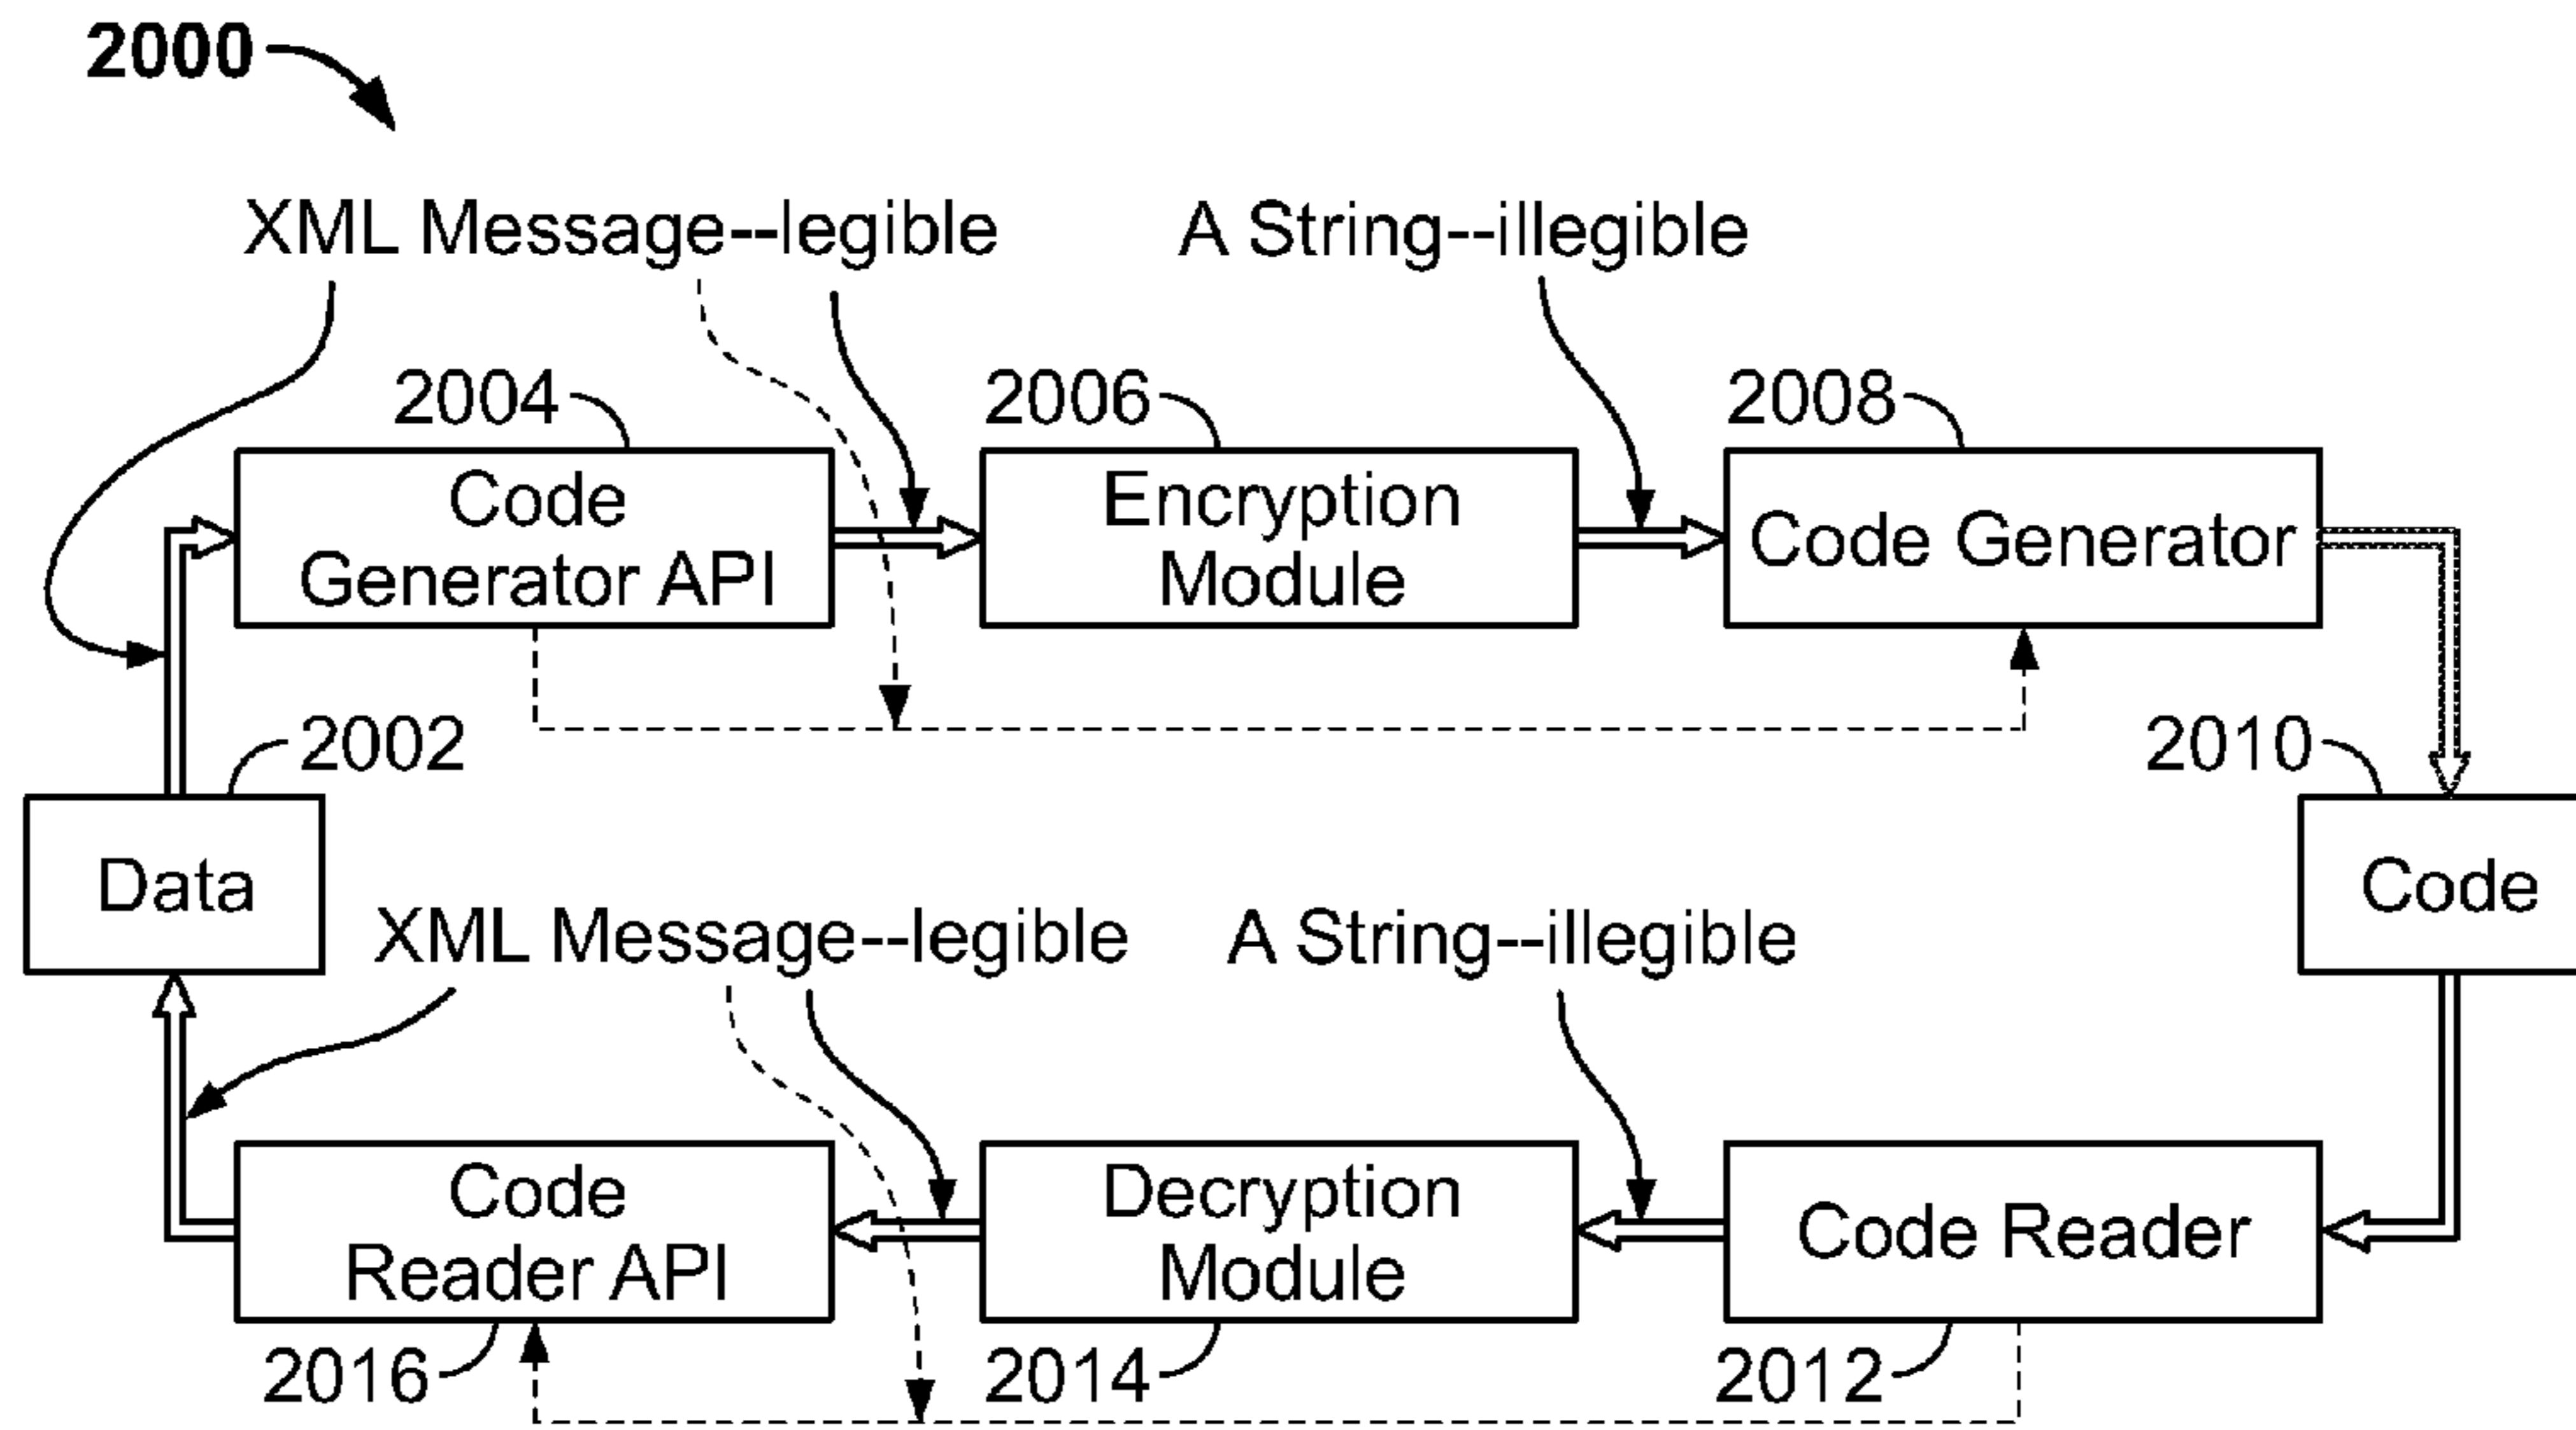 2000
XML Message--legible
A String--illegible
2004
2006
2008
Code
Generator API
Encryption
Module
Code Generator
2002
2010
Data
Code
XML Message--legible
A String--illegible
Code
Reader API
Decryption
Module
Code Reader
2016
2014
2012